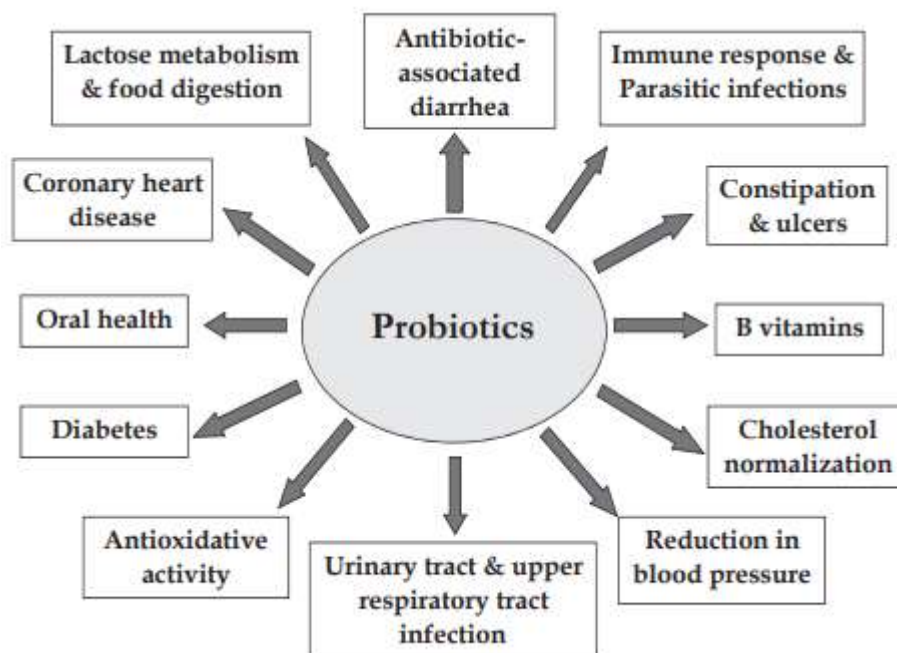 Lactose metabolism
& food digestion
Antibiotic-
associated
diarrhea
Immune response &
Parasitic infections
Coronary heart
disease
Constipation
& ulcers
Oral health
Probiotics
B vitamins
Diabetes
Cholesterol
normalization
Antioxidative
activity
Urinary tract & upper
respiratory tract
infection
Reduction in
blood pressure